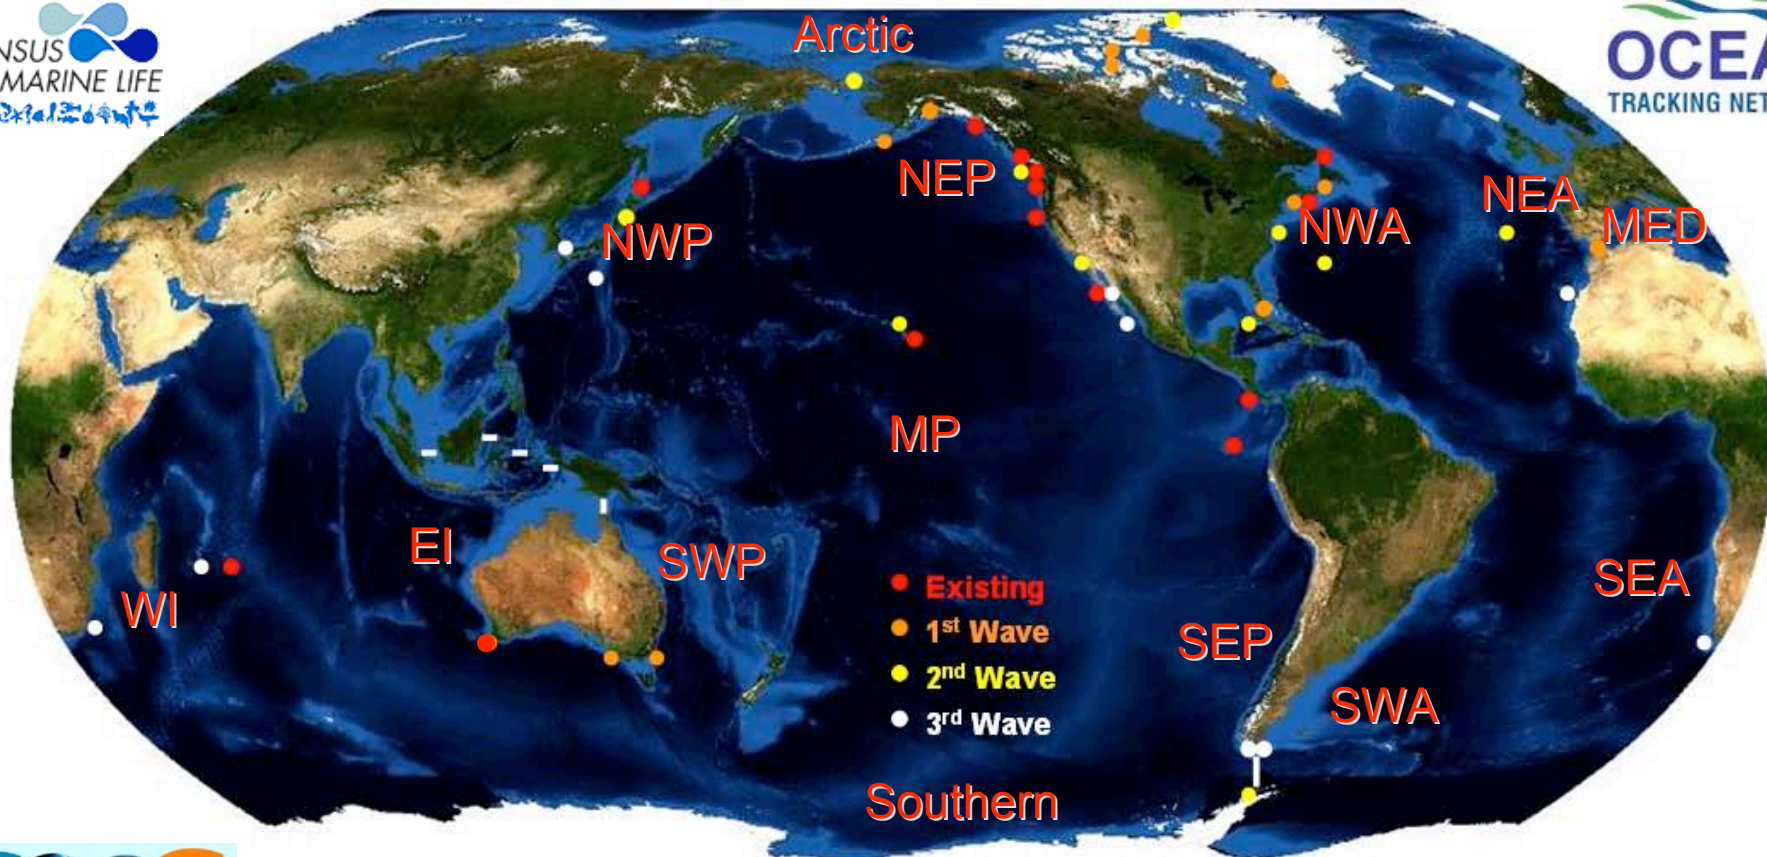 NSUS
MARINE LIFE
Arctic
OCEA
TRACKING NET
NEP
NEA
NWP
NWA
MED
MP
EI
SWP
WI
SEA
Existing
1st Wave
2nd Wave
3rd Wave
SEP
SWA
Southern